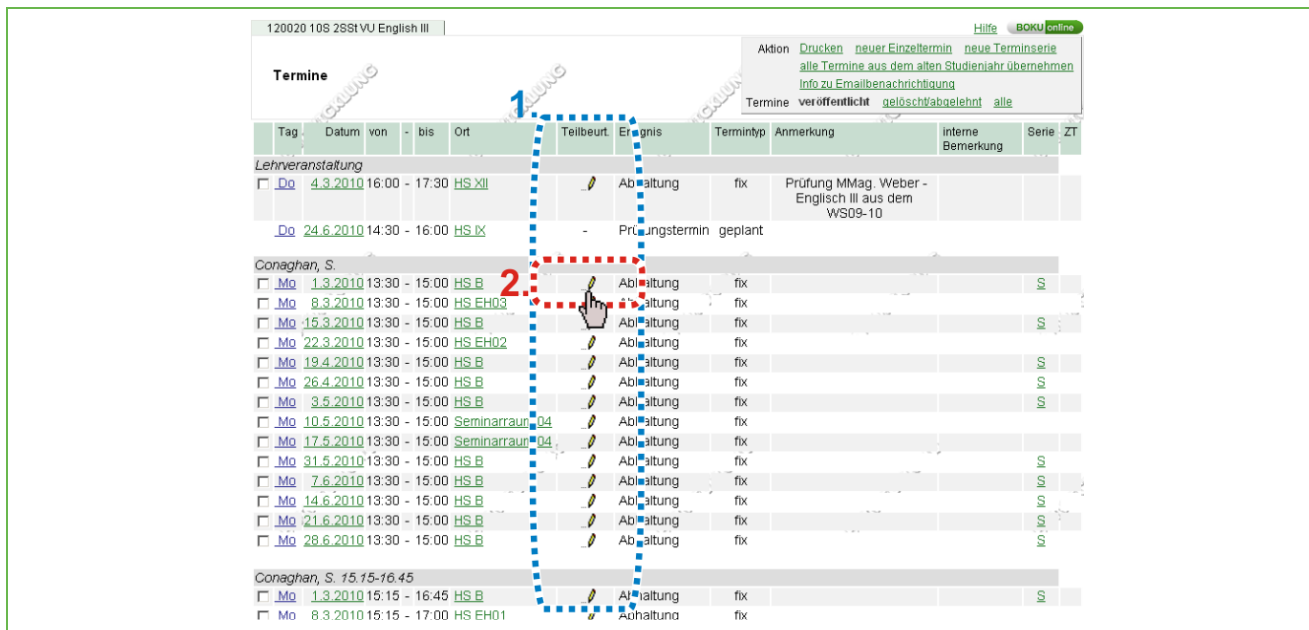 120020 10S 2SSt VU English III Hilfe BOKU online
Aktion Drucken neuer Einzeltermin neue Terminserie
alle Termine aus dem alten Studienjahr übernehmen
Info zu Emailbenachrichtigung
Termine
Termine veröffentlicht gelöscht/abgelehnt alle
1.
Tag Datum von - bis Ort Teilbeurt. Ereignis Termintyp Anmerkung interne Bemerkung Serie ZT
Lehrveranstaltung
Do 4.3.2010 16:00 - 17:30 HS XII Abhaltung fix Prüfung MMag. Weber -
Englisch III aus dem
WS09-10
Do 24.6.2010 14:30 - 16:00 HS IX - Prüfungstermin geplant
Conaghan, S.
2.
Mo 1.3.2010 13:30 - 15:00 HS B Abhaltung fix S
Mo 8.3.2010 13:30 - 15:00 HS EH03 Abhaltung fix
Mo 15.3.2010 13:30 - 15:00 HS B Abhaltung fix S
Mo 22.3.2010 13:30 - 15:00 HS EH02 Abhaltung fix
Mo 19.4.2010 13:30 - 15:00 HS B Abhaltung fix S
Mo 26.4.2010 13:30 - 15:00 HS B Abhaltung fix S
Mo 3.5.2010 13:30 - 15:00 HS B Abhaltung fix S
Mo 10.5.2010 13:30 - 15:00 Seminarraum 04 Abhaltung fix
Mo 17.5.2010 13:30 - 15:00 Seminarraum 04 Abhaltung fix
Mo 31.5.2010 13:30 - 15:00 HS B Abhaltung fix S
Mo 7.6.2010 13:30 - 15:00 HS B Abhaltung fix S
Mo 14.6.2010 13:30 - 15:00 HS B Abhaltung fix S
Mo 21.6.2010 13:30 - 15:00 HS B Abhaltung fix S
Mo 28.6.2010 13:30 - 15:00 HS B Abhaltung fix S
Conaghan, S. 15.15-16.45
Mo 1.3.2010 15:15 - 16:45 HS B Abhaltung fix S
Mo 8.3.2010 15:15 - 17:00 HS EH01 Abhaltung fix